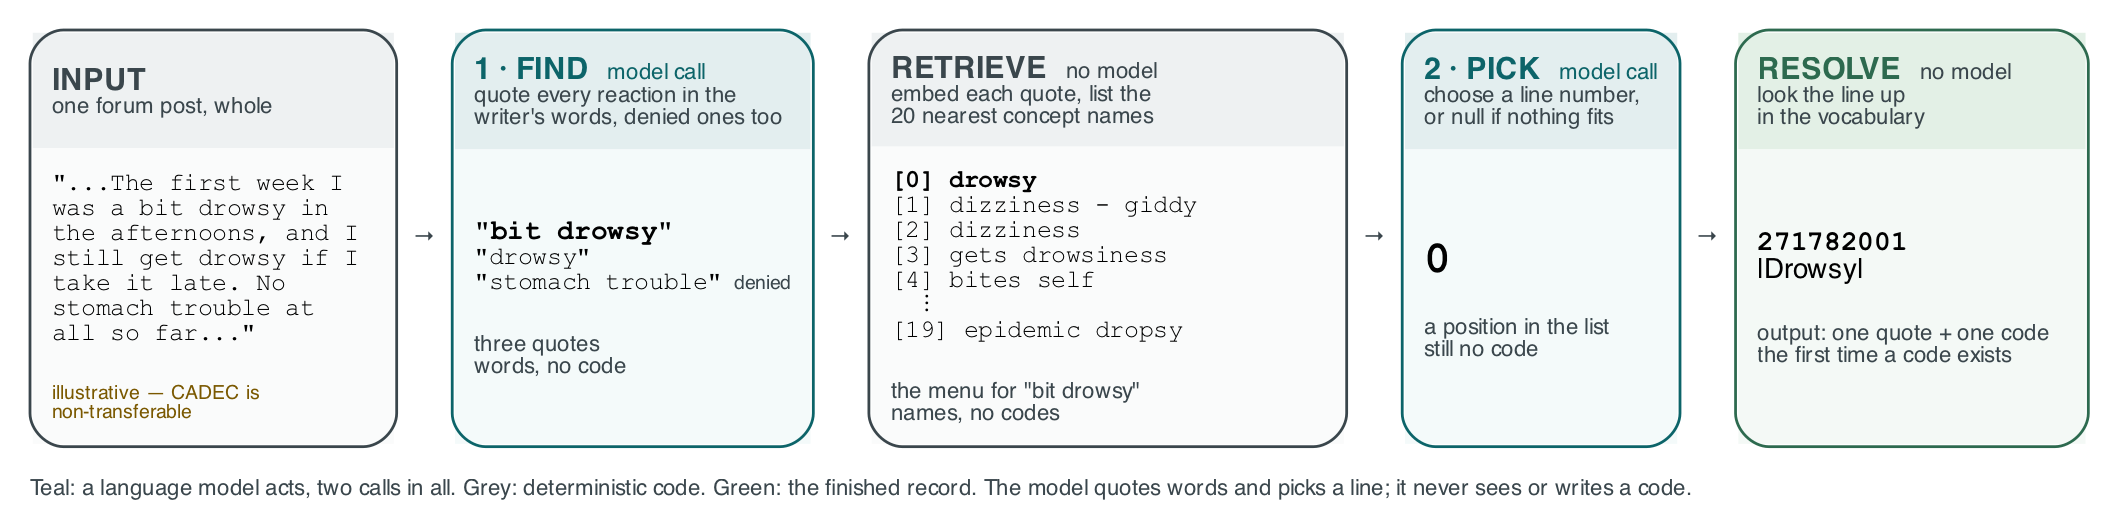 INPUT
one forum post, whole
"...The first week I
was a bit drowsy in
the afternoons, and I
still get drowsy if I
take it late. No
stomach trouble at
all so far..."
illustrative — CADEC is
non-transferable
→
1 · FIND model call
quote every reaction in the
writer's words, denied ones too
"bit drowsy"
"drowsy"
"stomach trouble" denied
three quotes
words, no code
→
RETRIEVE no model
embed each quote, list the
20 nearest concept names
[0] drowsy
[1] dizziness - giddy
[2] dizziness
[3] gets drowsiness
[4] bites self
⋮
[19] epidemic dropsy
the menu for "bit drowsy"
names, no codes
→
2 · PICK model call
choose a line number,
or null if nothing fits
0
a position in the list
still no code
→
RESOLVE no model
look the line up
in the vocabulary
271782001
|Drowsy|
output: one quote + one code
the first time a code exists
Teal: a language model acts, two calls in all. Grey: deterministic code. Green: the finished record. The model quotes words and picks a line; it never sees or writes a code.